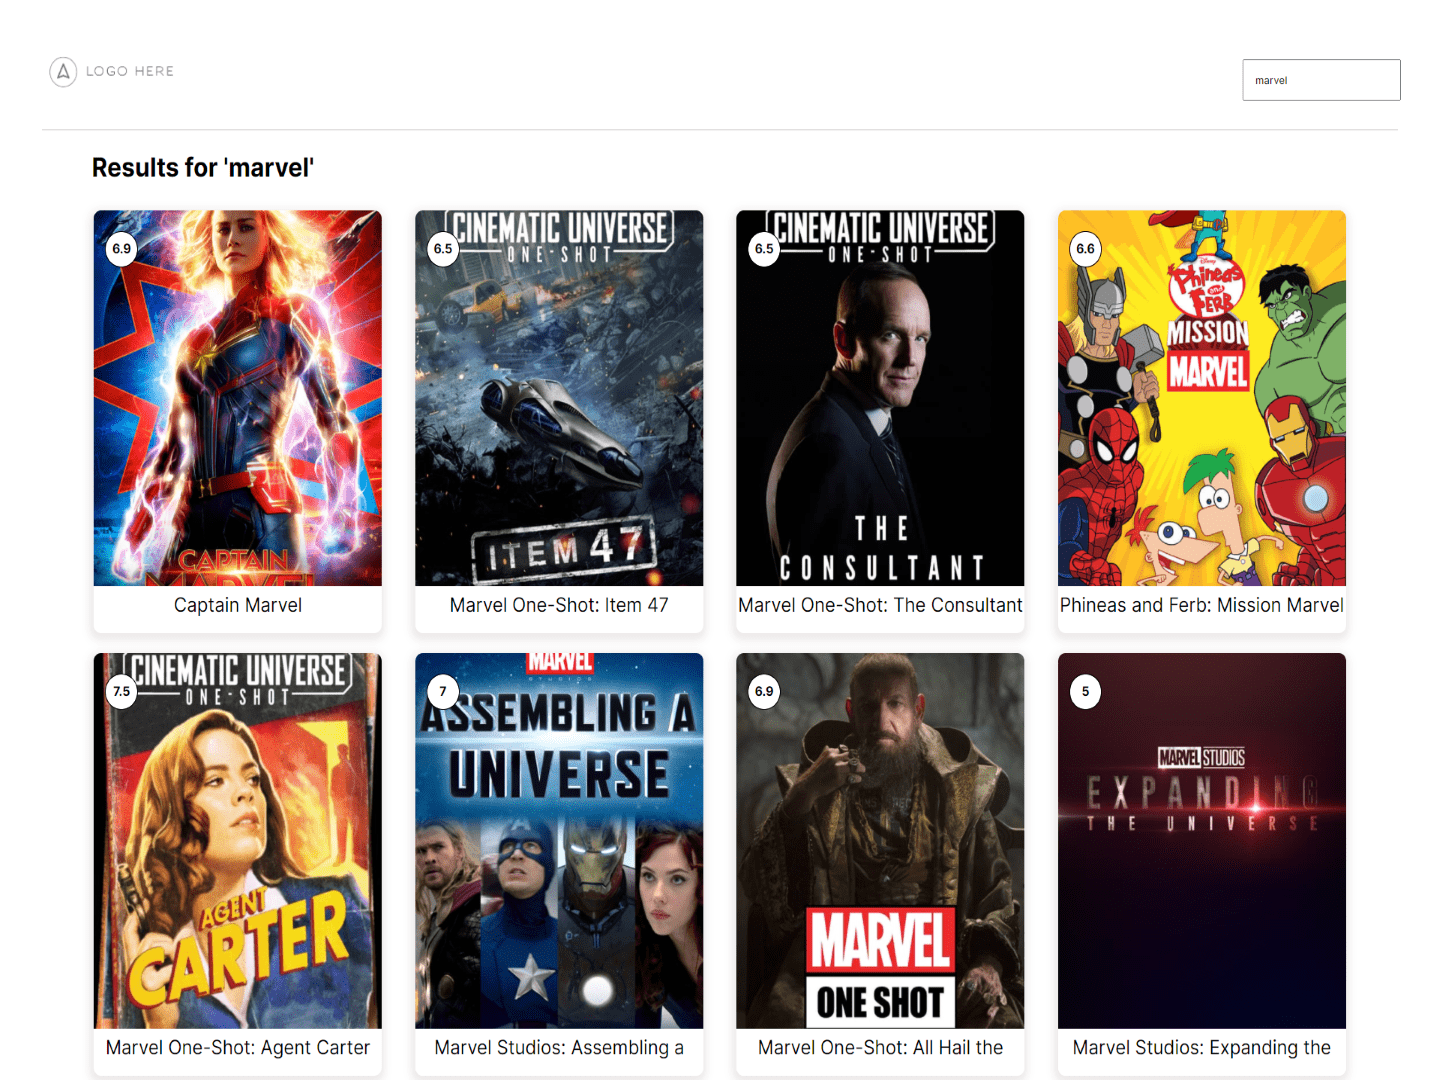 LOGO HERE
marvel
Results for 'marvel'
6.9
CAPTAIN
MARVEL
Captain Marvel
6.5
CINEMATIC UNIVERSE
ONE-SHOT
ITEM 47
Marvel One-Shot: Item 47
6.5
CINEMATIC UNIVERSE
ONE-SHOT
THE
CONSULTANT
Marvel One-Shot: The Consultant
6.6
Disney
Phineas
and
FERB
MISSION
MARVEL
Phineas and Ferb: Mission Marvel
7.5
CINEMATIC UNIVERSE
ONE-SHOT
AGENT
CARTER
Marvel One-Shot: Agent Carter
7
MARVEL
STUDIOS
ASSEMBLING A
UNIVERSE
Marvel Studios: Assembling a
6.9
MARVEL
ONE SHOT
Marvel One-Shot: All Hail the
5
MARVEL STUDIOS
EXPANDING
THE UNIVERSE
Marvel Studios: Expanding the